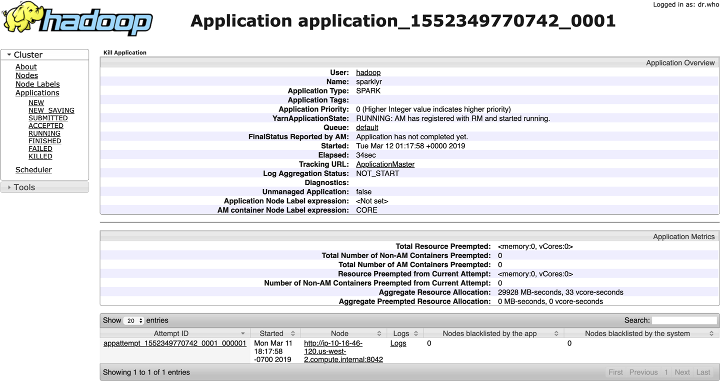 Logged in as: dr.who
hadoop
Application application_1552349770742_0001
Cluster
About
Nodes
Node Labels
Applications
NEW
NEW_SAVING
SUBMITTED
ACCEPTED
RUNNING
FINISHED
FAILED
KILLED
Scheduler
Tools
Kill Application
Application Overview
User: hadoop
Name: sparklyr
Application Type: SPARK
Application Tags:
Application Priority: 0 (Higher Integer value indicates higher priority)
YarnApplicationState: RUNNING: AM has registered with RM and started running.
Queue: default
FinalStatus Reported by AM: Application has not completed yet.
Started: Tue Mar 12 01:17:58 +0000 2019
Elapsed: 34sec
Tracking URL: ApplicationMaster
Log Aggregation Status: NOT_START
Diagnostics:
Unmanaged Application: false
Application Node Label expression: <Not set>
AM container Node Label expression: CORE
Application Metrics
Total Resource Preempted: <memory:0, vCores:0>
Total Number of Non-AM Containers Preempted: 0
Total Number of AM Containers Preempted: 0
Resource Preempted from Current Attempt: <memory:0, vCores:0>
Number of Non-AM Containers Preempted from Current Attempt: 0
Aggregate Resource Allocation: 29928 MB-seconds, 33 vcore-seconds
Aggregate Preempted Resource Allocation: 0 MB-seconds, 0 vcore-seconds
Show 20 entries Search:
Attempt ID Started Node Logs Nodes blacklisted by the app Nodes blacklisted by the system
appattempt_1552349770742_0001_000001 Mon Mar 11 http://ip-10-16-46- Logs 0 0
18:17:58 120.us-west-
-0700 2019 2.compute.internal:8042
Showing 1 to 1 of 1 entries First Previous 1 Next Last